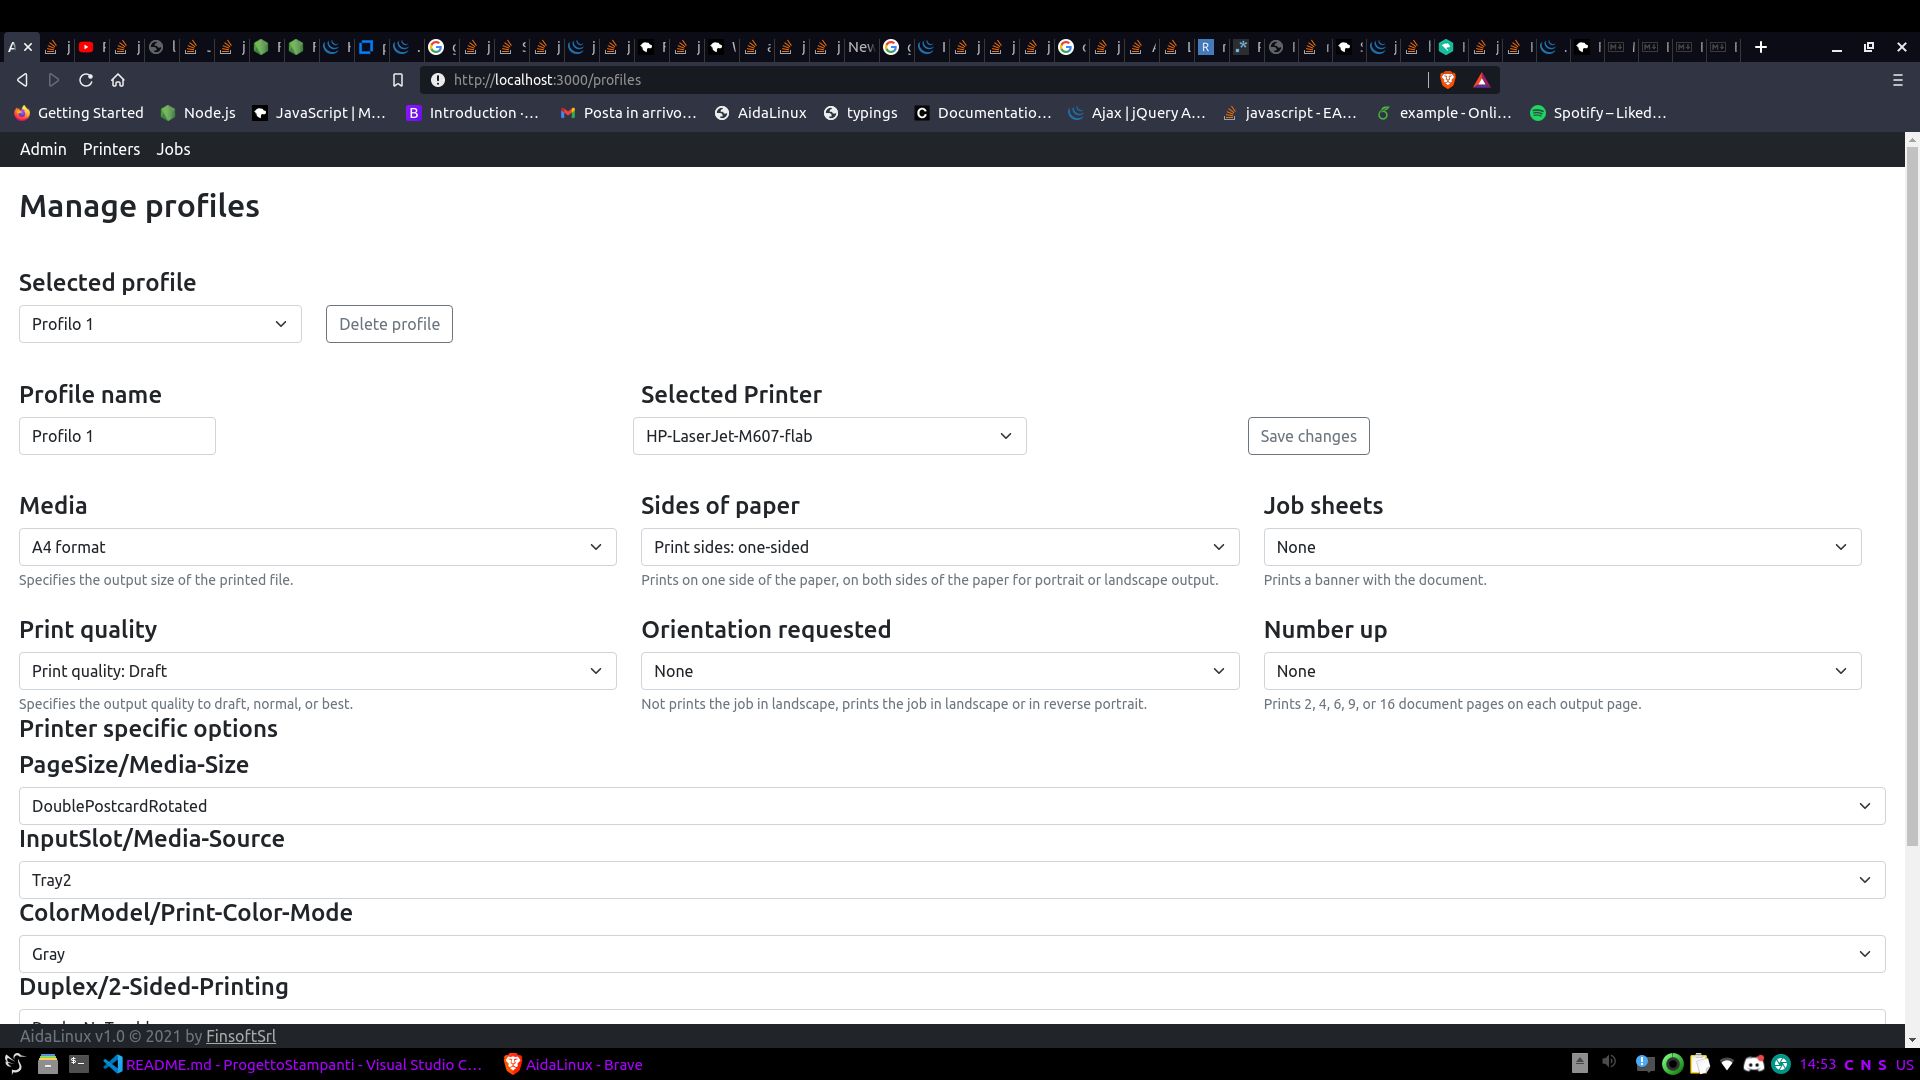 http://localhost:3000/profiles
Getting Started Node.js JavaScript | M... Introduction ·... Posta in arrivo... AidaLinux typings Documentatio... Ajax | jQuery A... javascript - EA... example - Onli... Spotify – Liked...
Admin Printers Jobs
Manage profiles
Selected profile
Profilo 1 Delete profile
Profile name Selected Printer
Profilo 1 HP-LaserJet-M607-flab Save changes
Media Sides of paper Job sheets
A4 format Print sides: one-sided None
Specifies the output size of the printed file. Prints on one side of the paper, on both sides of the paper for portrait or landscape output. Prints a banner with the document.
Print quality Orientation requested Number up
Print quality: Draft None None
Specifies the output quality to draft, normal, or best. Not prints the job in landscape, prints the job in landscape or in reverse portrait. Prints 2, 4, 6, 9, or 16 document pages on each output page.
Printer specific options
PageSize/Media-Size
DoublePostcardRotated
InputSlot/Media-Source
Tray2
ColorModel/Print-Color-Mode
Gray
Duplex/2-Sided-Printing
AidaLinux v1.0 © 2021 by FinsoftSrl
README.md - ProgettoStampanti - Visual Studio C... AidaLinux - Brave 14:53 C N S US